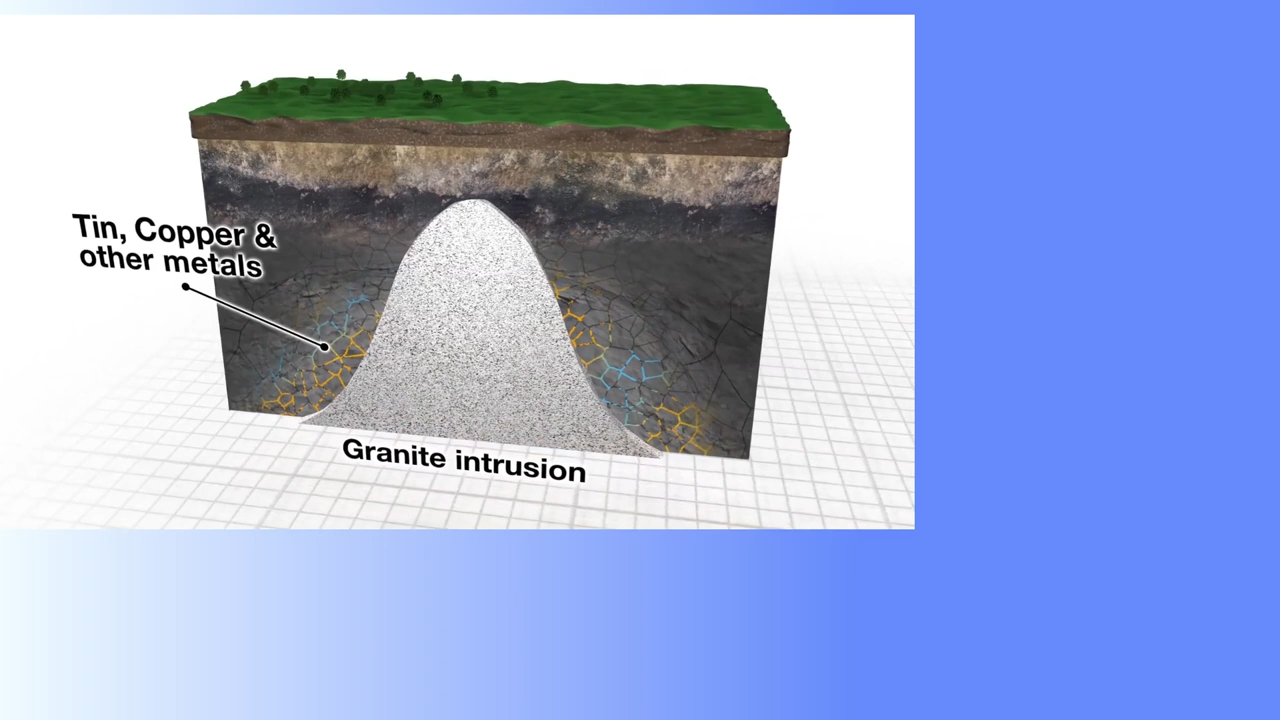 Tin, Copper &
other metals
Granite intrusion